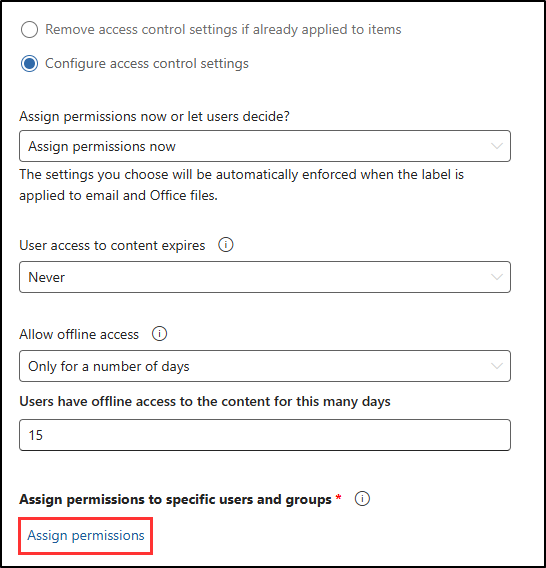 Remove access control settings if already applied to items
Configure access control settings
Assign permissions now or let users decide?
Assign permissions now
The settings you choose will be automatically enforced when the label is
applied to email and Office files.
User access to content expires
Never
Allow offline access
Only for a number of days
Users have offline access to the content for this many days
15
Assign permissions to specific users and groups *
Assign permissions